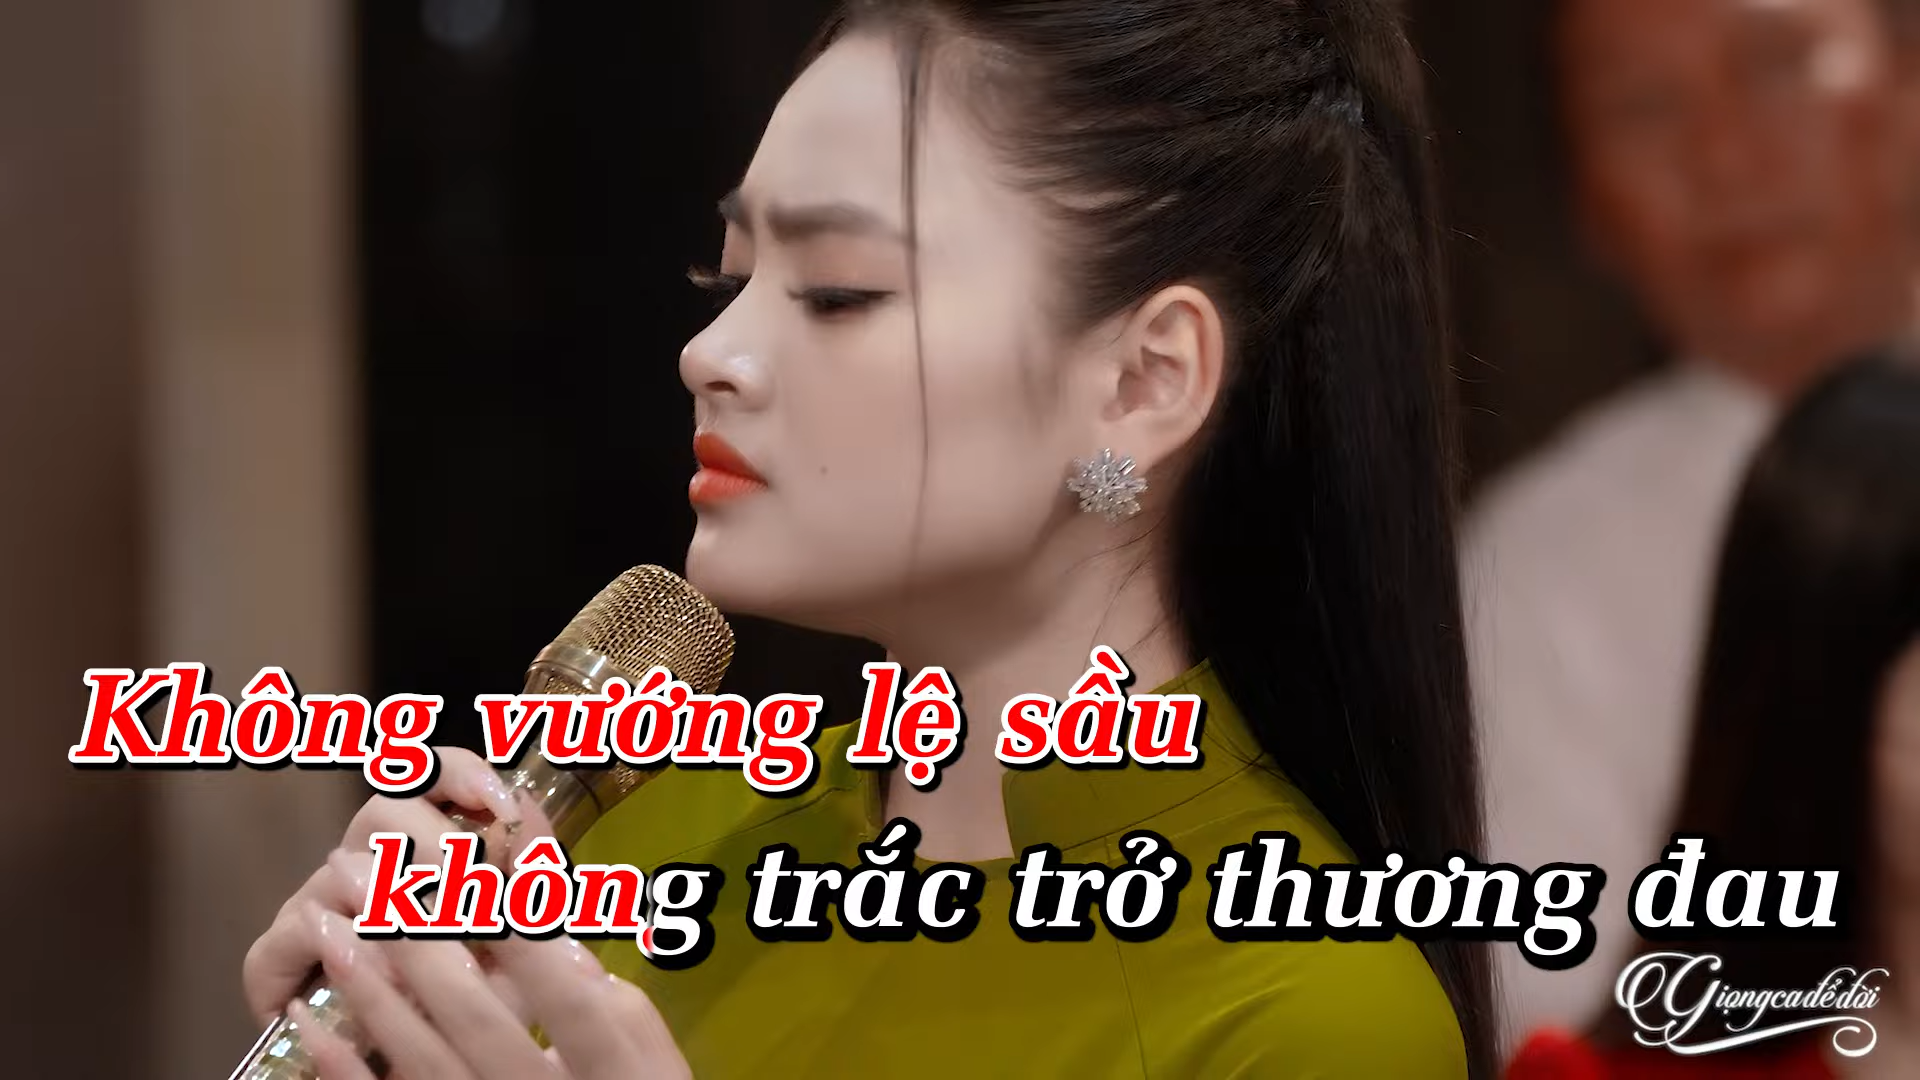 Không vướng lệ sầu
không trắc trở thương đau
Giọngcađểđời